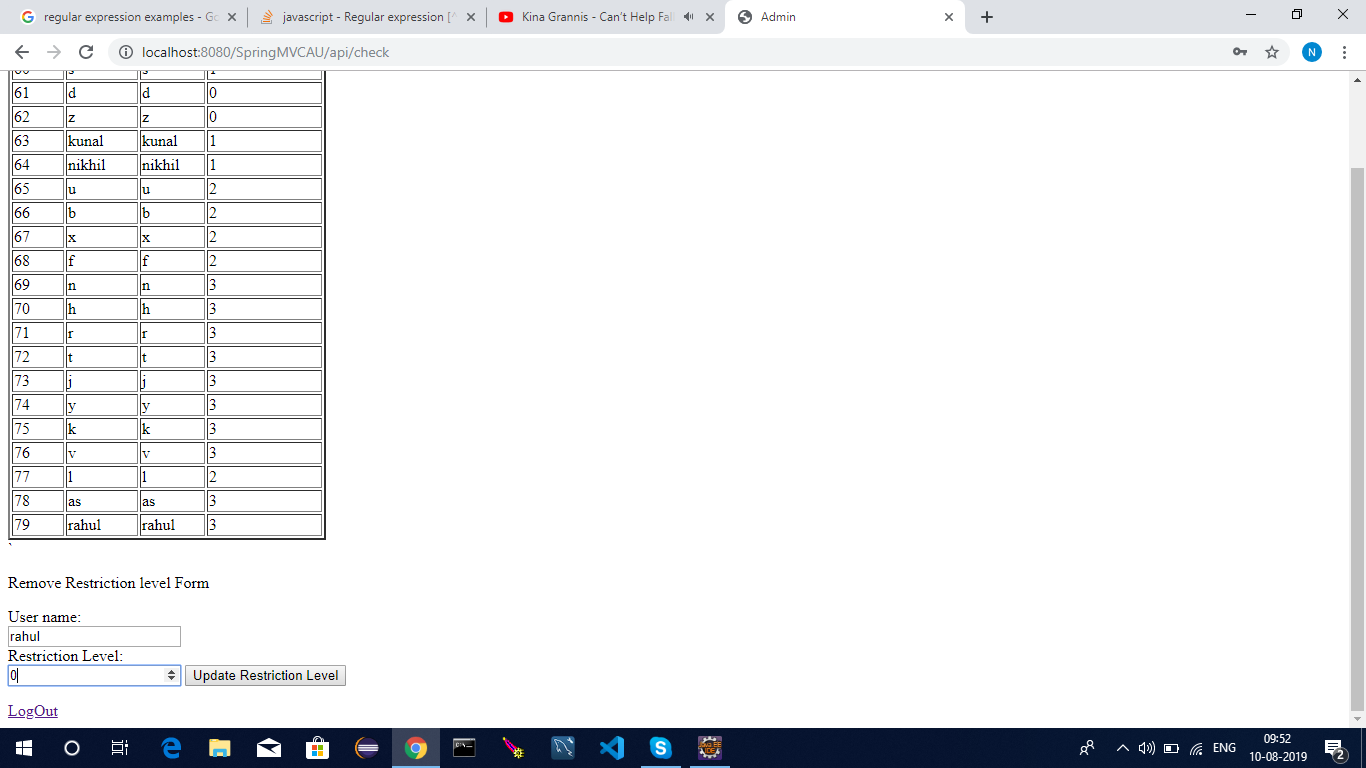 regular expression examples - Go
javascript - Regular expression [^
Kina Grannis - Can't Help Fal
Admin
localhost:8080/SpringMVCAU/api/check
N
61 d d 0
62 z z 0
63 kunal kunal 1
64 nikhil nikhil 1
65 u u 2
66 b b 2
67 x x 2
68 f f 2
69 n n 3
70 h h 3
71 r r 3
72 t t 3
73 j j 3
74 y y 3
75 k k 3
76 v v 3
77 l l 2
78 as as 3
79 rahul rahul 3
`
Remove Restriction level Form
User name:
rahul
Restriction Level:
0 Update Restriction Level
LogOut
ENG
09:52
10-08-2019
2